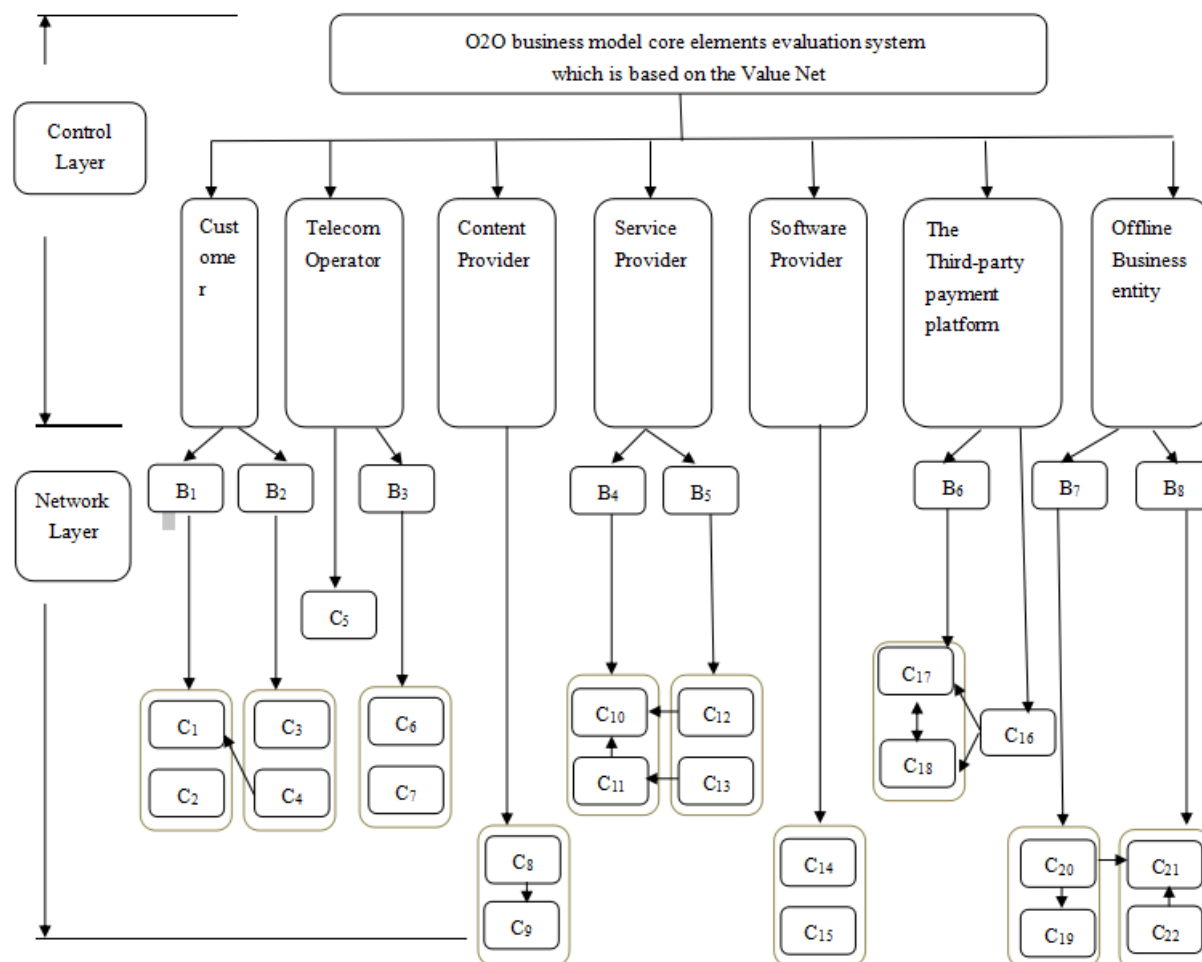 O2O business model core elements evaluation system
which is based on the Value Net
Control
Layer
Cust
ome
r
Telecom
Operator
Content
Provider
Service
Provider
Software
Provider
The
Third-party
payment
platform
Offline
Business
entity
Network
Layer
B1
B2
B3
B4
B5
B6
B7
B8
C5
C1
C2
C3
C4
C6
C7
C8
C9
C10
C11
C12
C13
C14
C15
C17
C18
C16
C20
C19
C21
C22